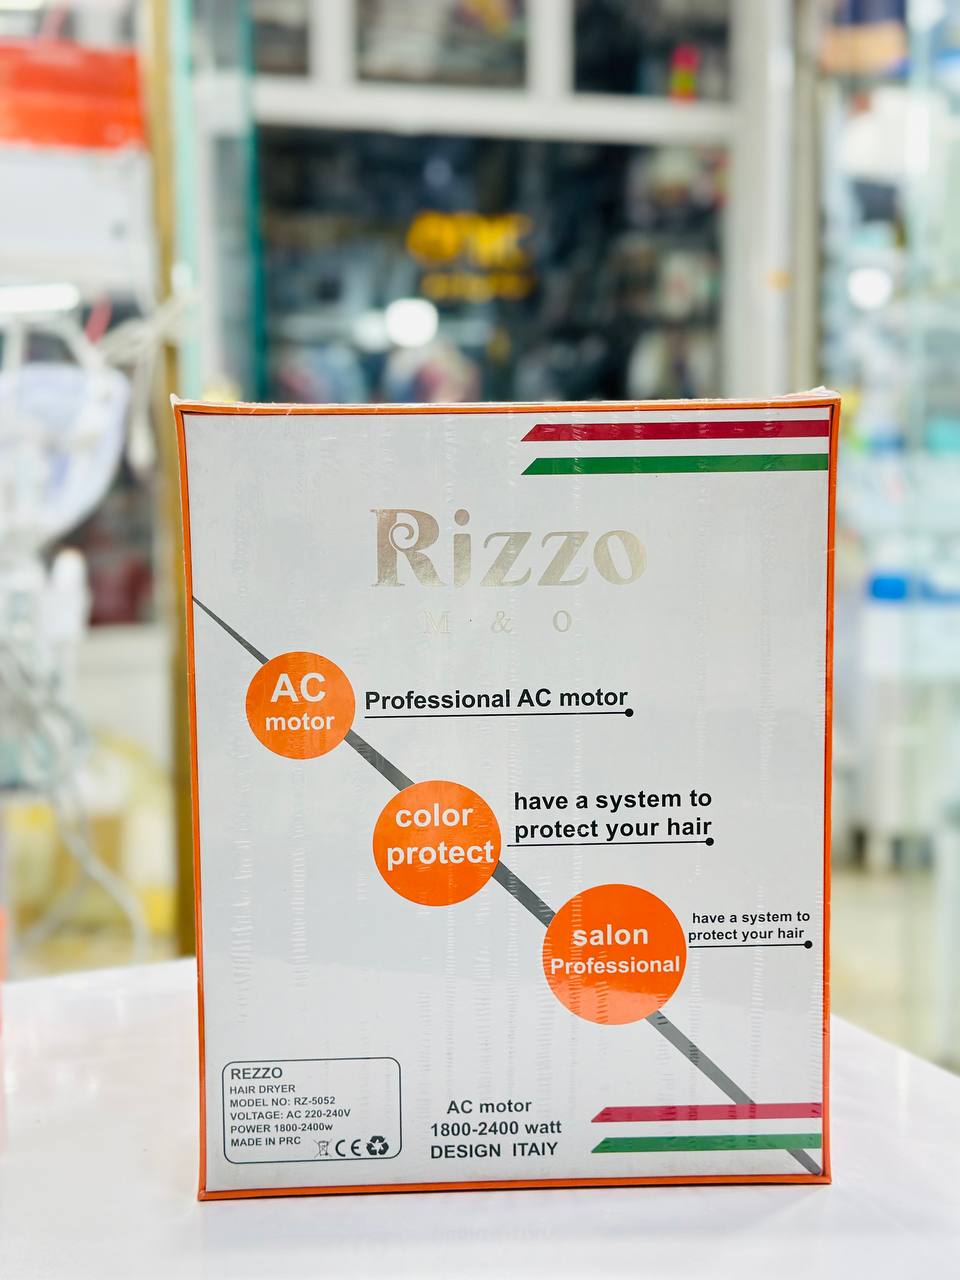 Rizzo
M & O
AC
motor
Professional AC motor
color
protect
have a system to
protect your hair
salon
Professional
have a system to
protect your hair
REZZO
HAIR DRYER
MODEL NO: RZ-5052
VOLTAGE: AC 220-240V
POWER 1800-2400w
MADE IN PRC
CE
AC motor
1800-2400 watt
DESIGN ITAIY